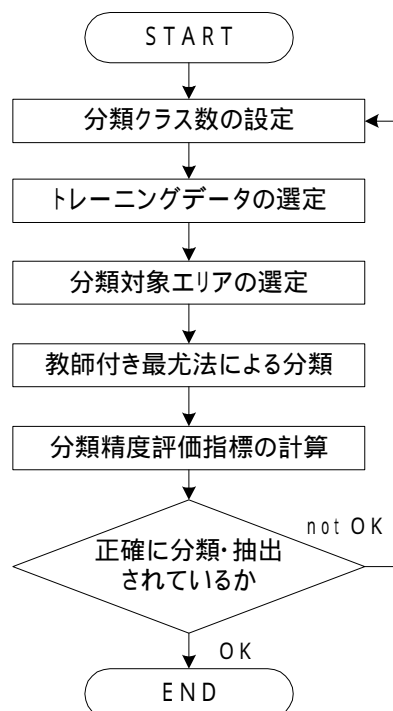 START
分類クラス数の設定
トレーニングデータの選定
分類対象エリアの選定
教師付き最尤法による分類
分類精度評価指標の計算
not OK
正確に分類・抽出
されているか
OK
END